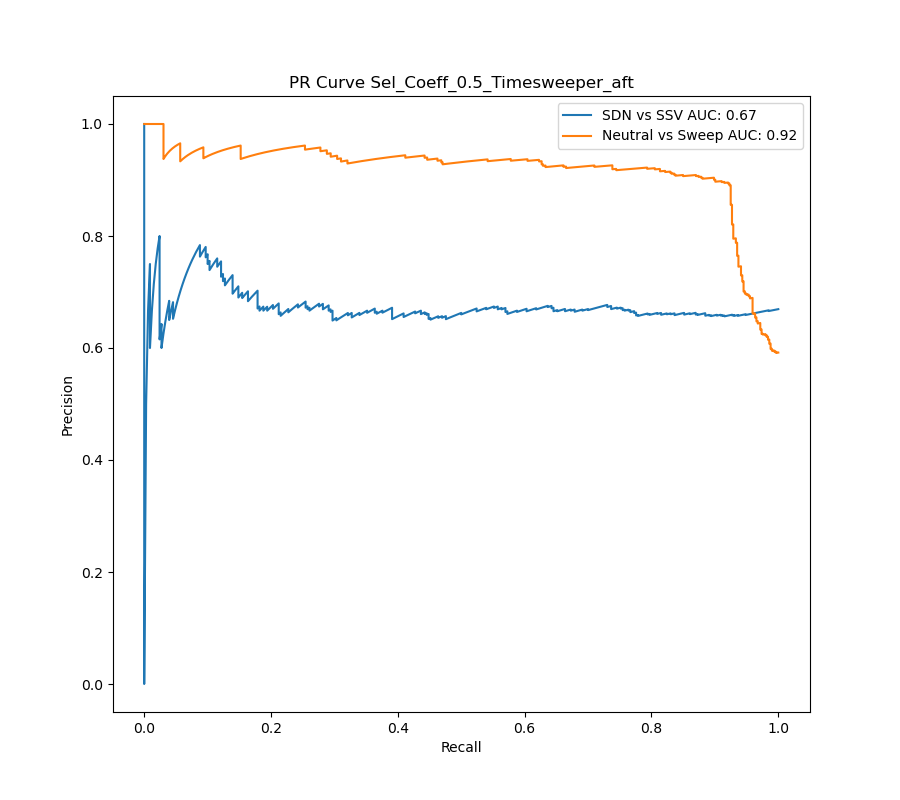 PR Curve Sel_Coeff_0.5_Timesweeper_aft
SDN vs SSV AUC: 0.67
Neutral vs Sweep AUC: 0.92
1.0
0.8
0.6
0.4
0.2
0.0
Precision
0.0 0.2 0.4 0.6 0.8 1.0
Recall